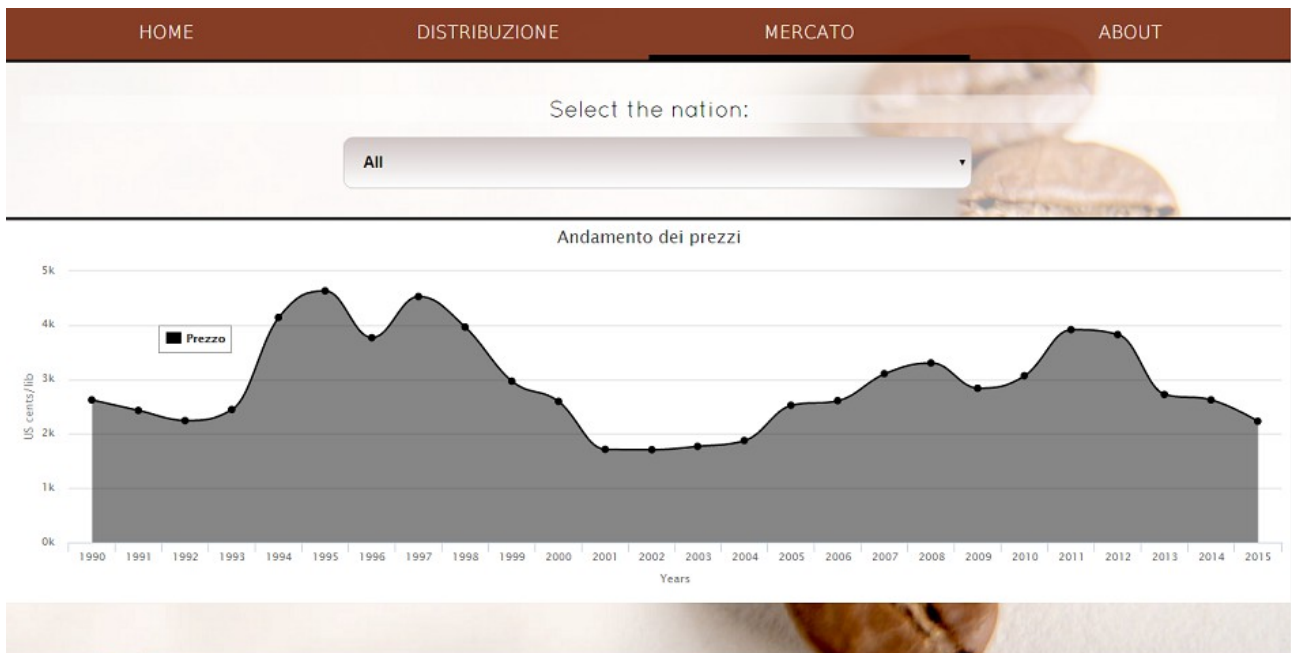 HOME DISTRIBUZIONE MERCATO ABOUT
Select the nation:
All
Andamento dei prezzi
5k
4k
3k
2k
1k
0k
US cents/lib
Prezzo
1990 1991 1992 1993 1994 1995 1996 1997 1998 1999 2000 2001 2002 2003 2004 2005 2006 2007 2008 2009 2010 2011 2012 2013 2014 2015
Years